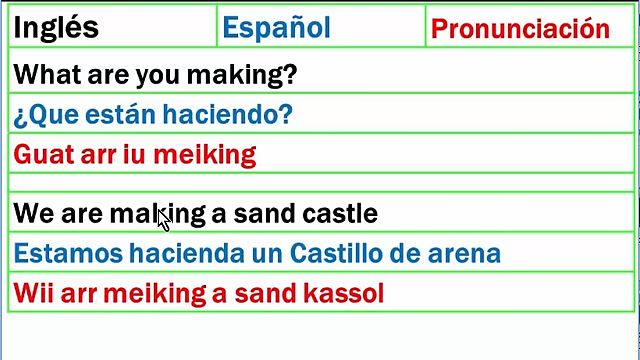 Inglés Español Pronunciación
What are you making?
¿Que están haciendo?
Guat arr iu meiking
We are making a sand castle
Estamos hacienda un Castillo de arena
Wii arr meiking a sand kassol